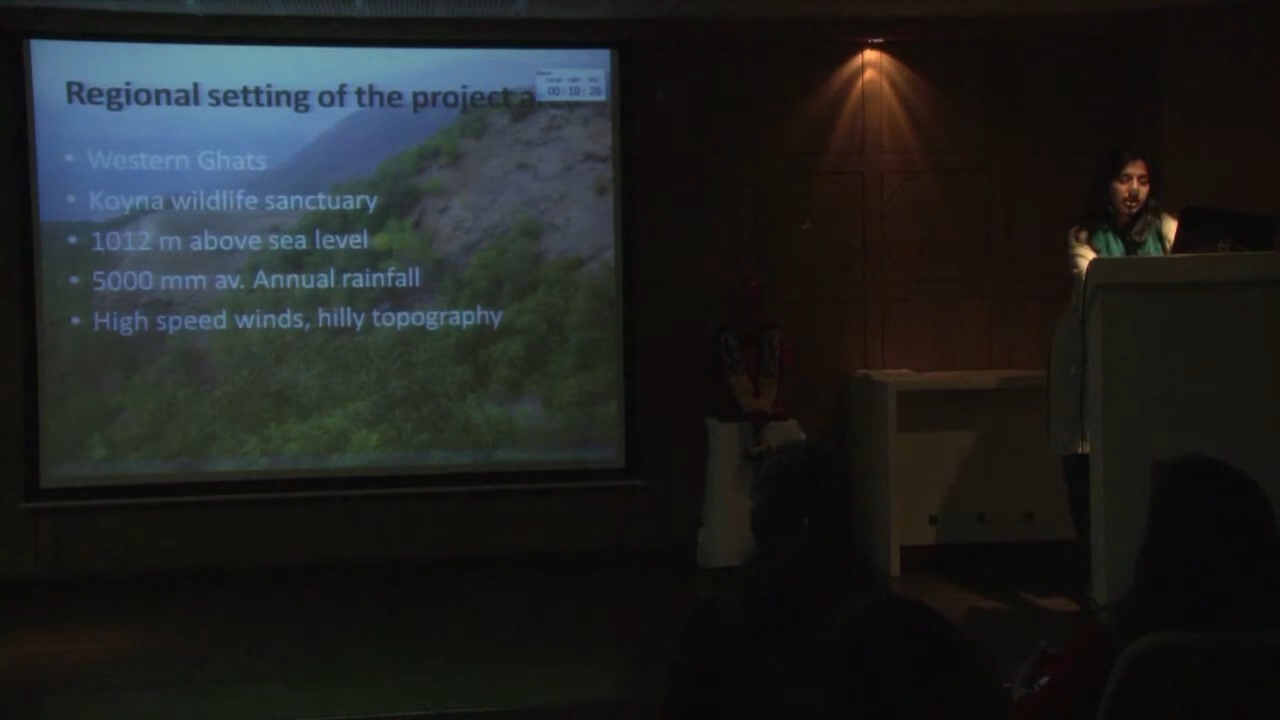 Regional setting of the project
00:10:20
• Western Ghats
• Koyna wildlife sanctuary
• 1012 m above sea level
• 5000 mm av. Annual rainfall
• High speed winds, hilly topography